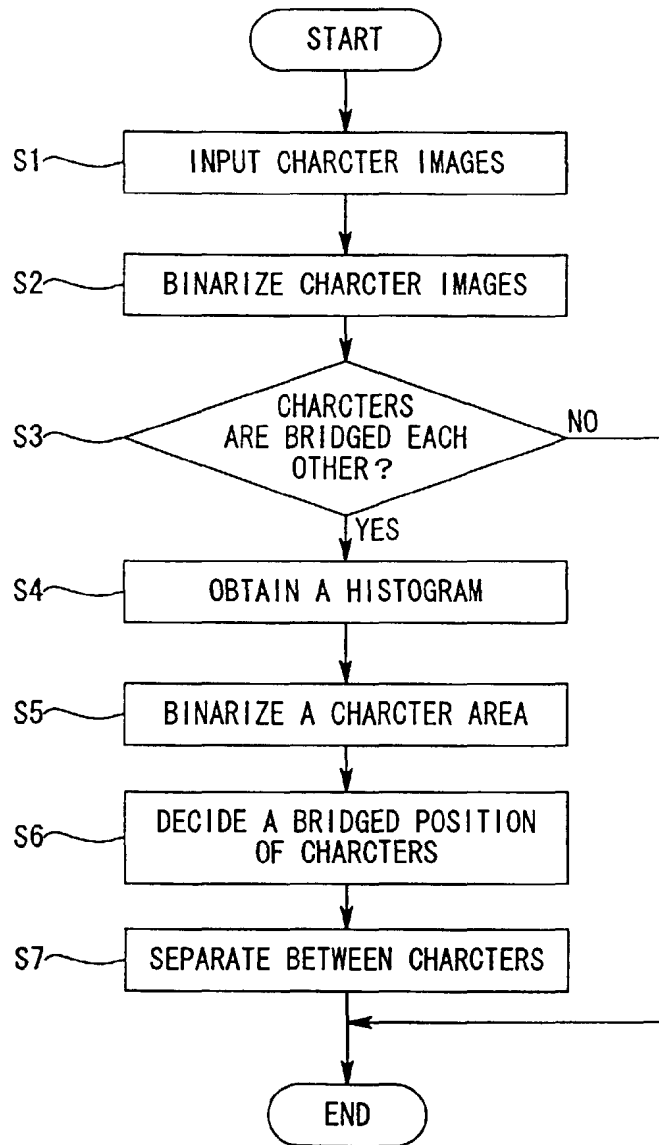 START
S1 INPUT CHARCTER IMAGES
S2 BINARIZE CHARCTER IMAGES
CHARCTERS
S3 ARE BRIDGED EACH NO
OTHER?
YES
S4 OBTAIN A HISTOGRAM
S5 BINARIZE A CHARCTER AREA
S6 DECIDE A BRIDGED POSITION
OF CHARCTERS
S7 SEPARATE BETWEEN CHARCTERS
END